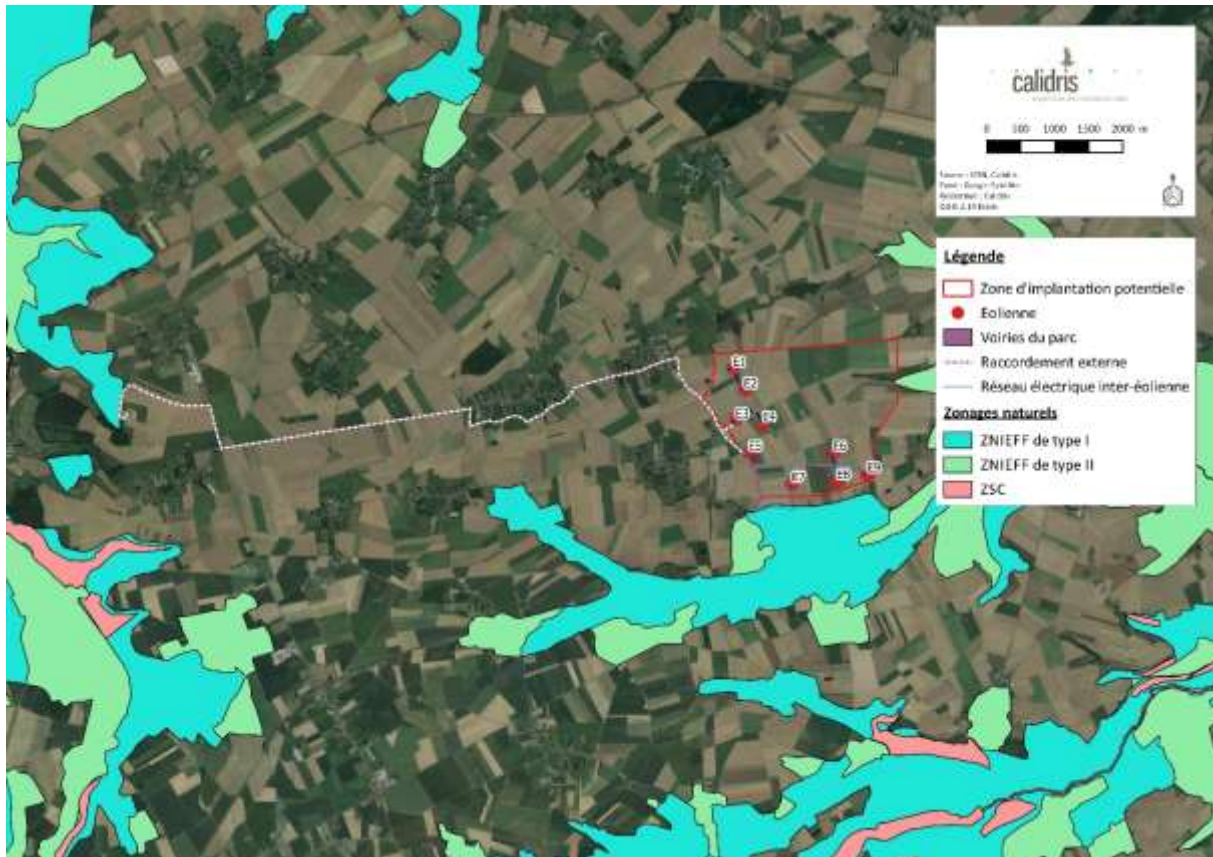 calidris
0 500 1000 1500 2000 m
Légende
Zone d'implantation potentielle
Eolienne
Voiries du parc
Raccordement externe
Réseau électrique inter-éolienne
Zonages naturels
ZNIEFF de type I
ZNIEFF de type II
ZSC
E1
E2
E3
E4
E5
E6
E7
E8
E9